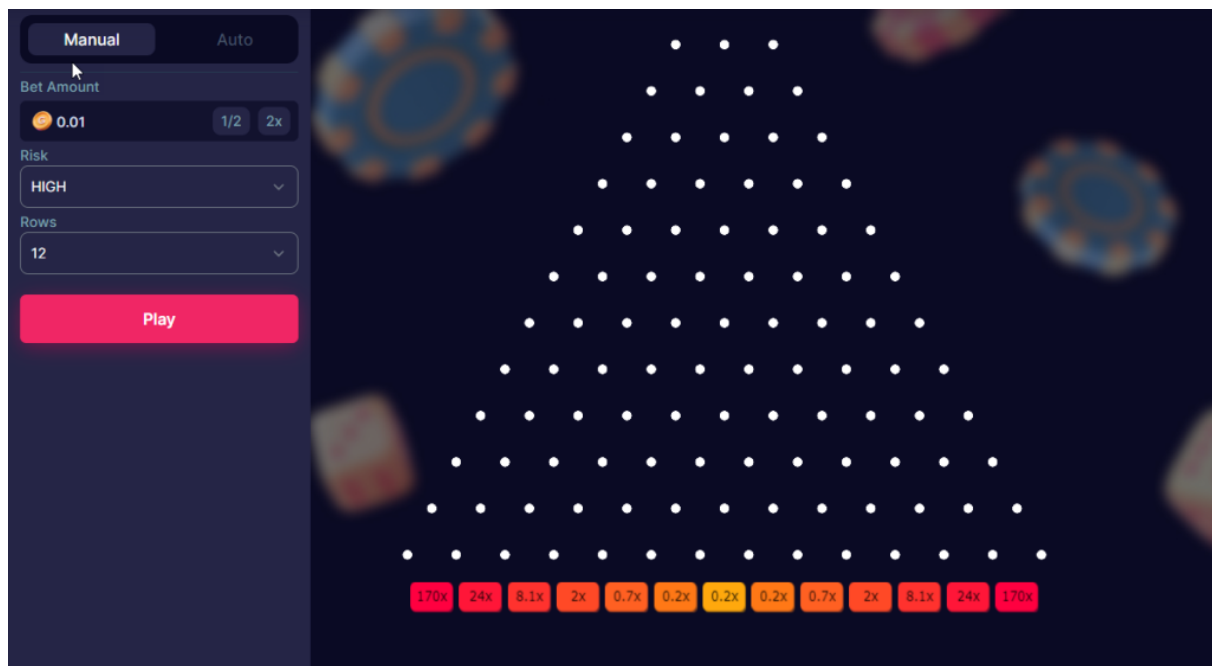 Manual Auto
Bet Amount
0.01 1/2 2x
Risk
HIGH
Rows
12
Play
170x 24x 8.1x 2x 0.7x 0.2x 0.2x 0.2x 0.7x 2x 8.1x 24x 170x